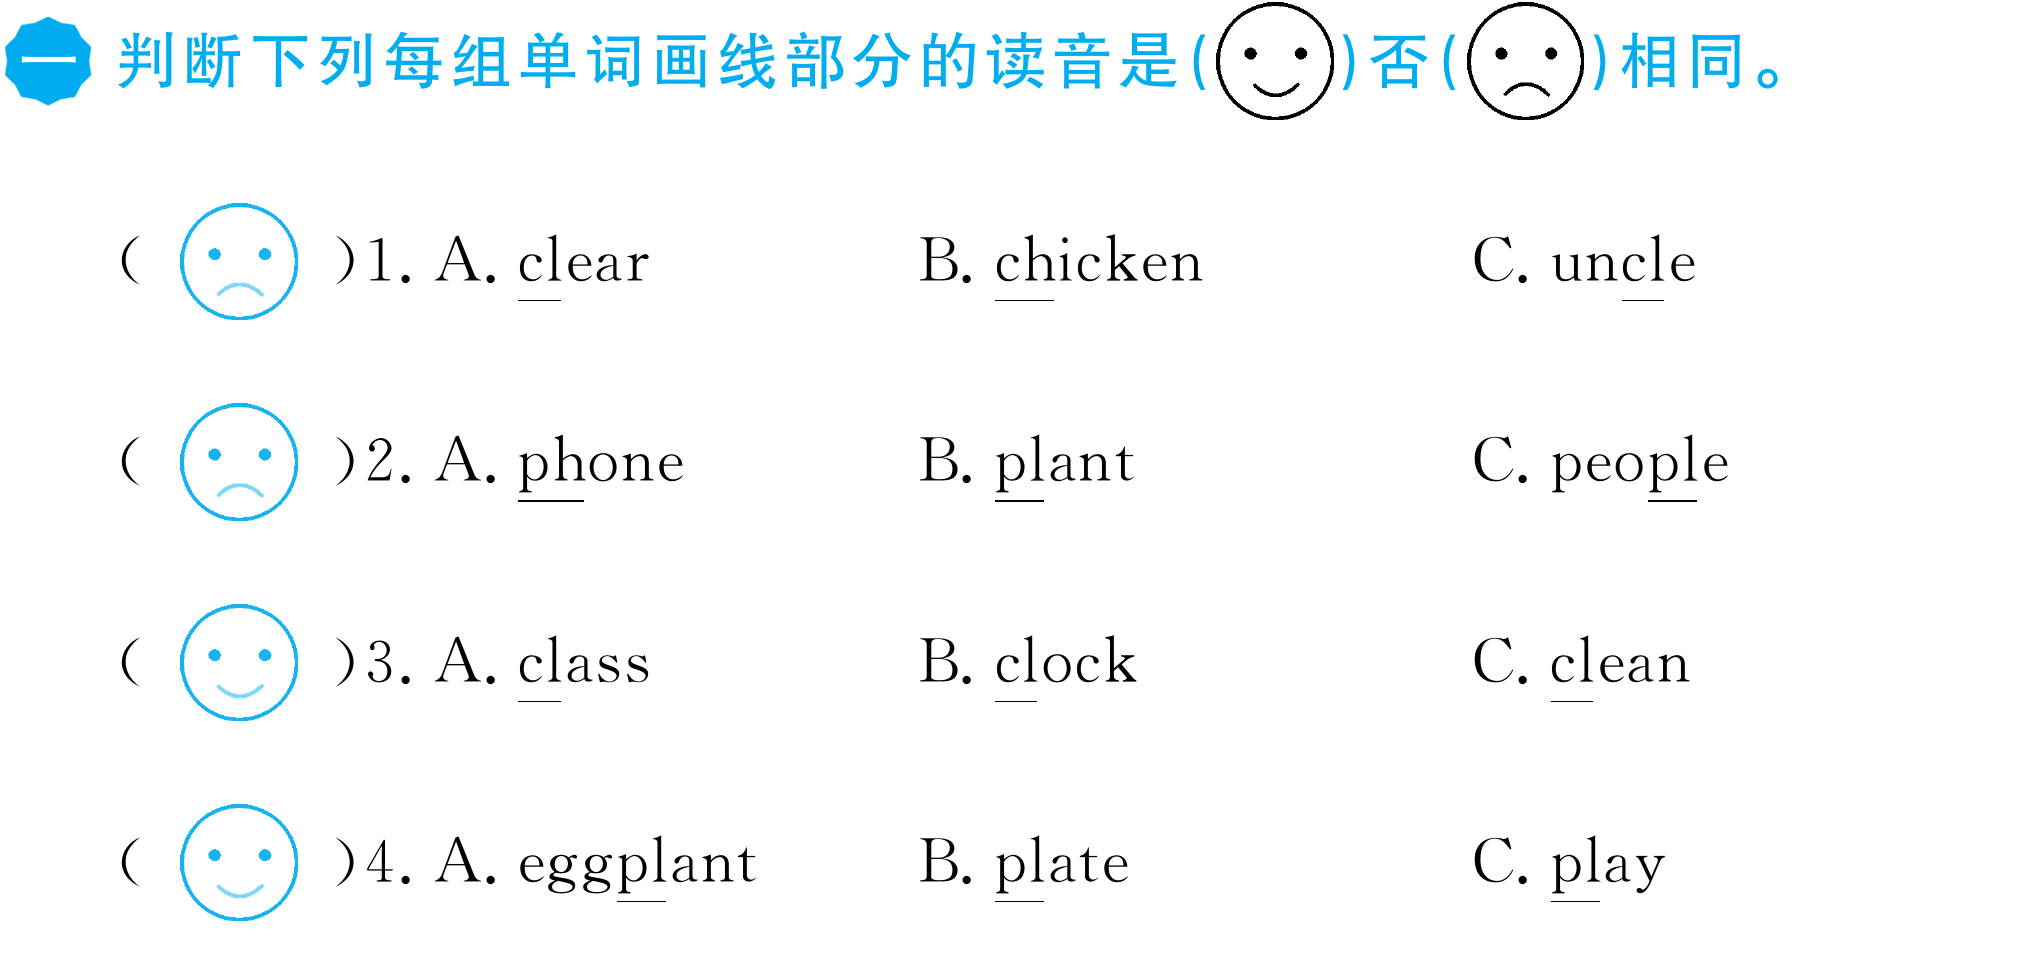 一 判断下列每组单词画线部分的读音是( )否( )相同。
( )1. A. clear B. chicken C. uncle
( )2. A. phone B. plant C. people
( )3. A. class B. clock C. clean
( )4. A. eggplant B. plate C. play